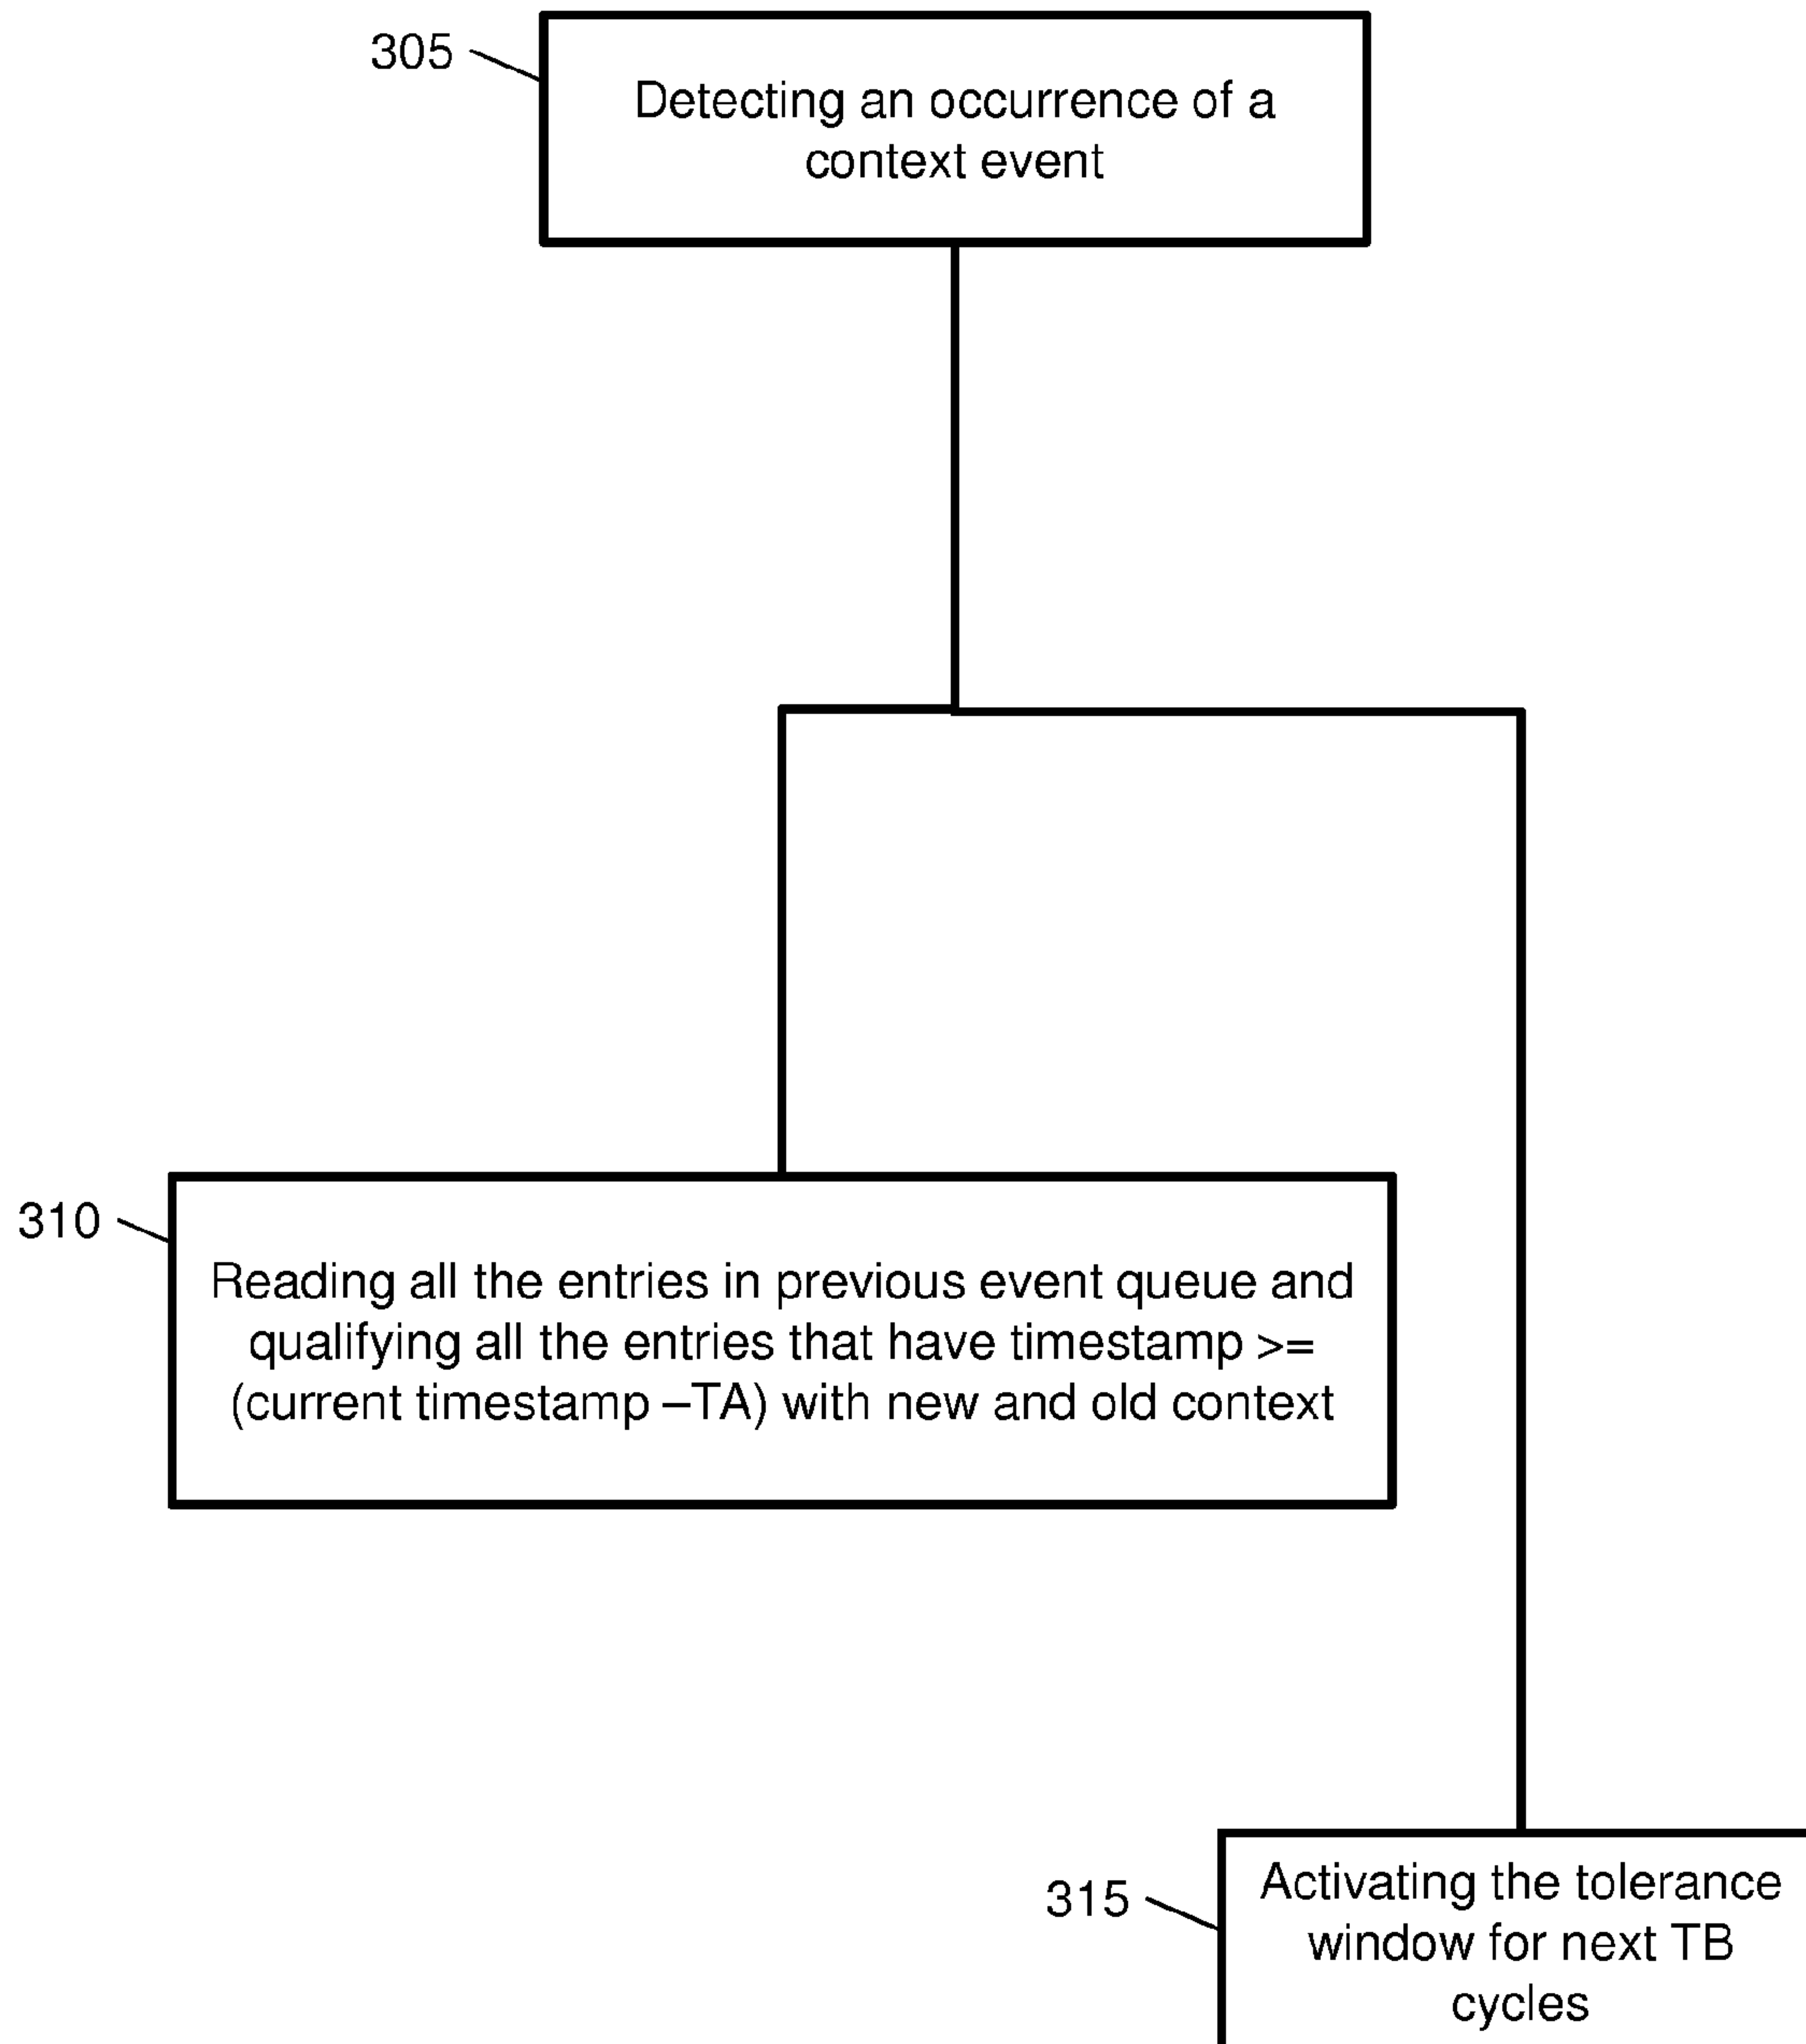 305
Detecting an occurrence of a
context event
310
Reading all the entries in previous event queue and
qualifying all the entries that have timestamp >=
(current timestamp –TA) with new and old context
315
Activating the tolerance
window for next TB
cycles